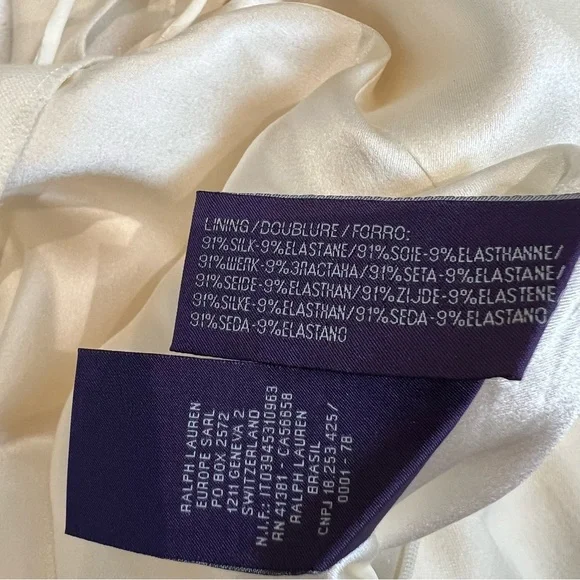 LINING/DOUBLURE/FORRO:
91%SILK-9%ELASTANE/91%SOIE-9%ELASTHANNE/
91%ШЕЛК-9%ЭЛАСТАНА/91%SETA-9%ELASTANE/
91%SEIDE-9%ELASTHAN/91%ZIJDE-9%ELASTENE
91%SILKE-9%ELASTHAN/91%SEDA-9%ELASTANO/
91%SEDA-9%ELASTANO
RALPH LAUREN
EUROPE SARL
PO BOX 2572
1211 GENEVA 2
SWITZERLAND
N.I.F. IT03945310963
RN 41381 - CA56658
RALPH LAUREN
BRASIL
CNPJ 18.253.425/
0001 - 78